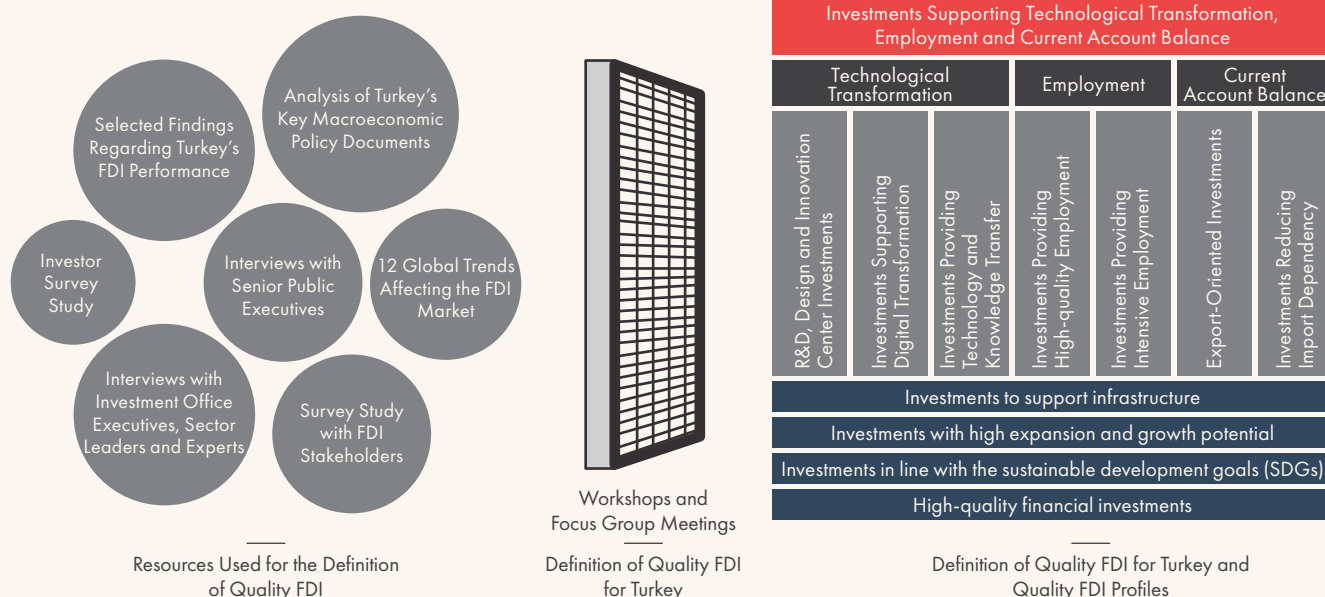 Selected Findings
Regarding Turkey's
FDI Performance
Analysis of Turkey's
Key Macroeconomic
Policy Documents
Investor
Survey
Study
Interviews with
Senior Public
Executives
12 Global Trends
Affecting the FDI
Market
Interviews with
Investment Office
Executives, Sector
Leaders and Experts
Survey Study
with FDI
Stakeholders
Resources Used for the Definition
of Quality FDI
Workshops and
Focus Group Meetings
Definition of Quality FDI
for Turkey
Investments Supporting Technological Transformation,
Employment and Current Account Balance
Technological
Transformation
Employment
Current
Account Balance
R&D, Design and Innovation
Center Investments
Investments Supporting
Digital Transformation
Investments Providing
Technology and
Knowledge Transfer
Investments Providing
High-quality Employment
Investments Providing
Intensive Employment
Export-Oriented Investments
Investments Reducing
Import Dependency
Investments to support infrastructure
Investments with high expansion and growth potential
Investments in line with the sustainable development goals (SDGs)
High-quality financial investments
Definition of Quality FDI for Turkey and
Quality FDI Profiles